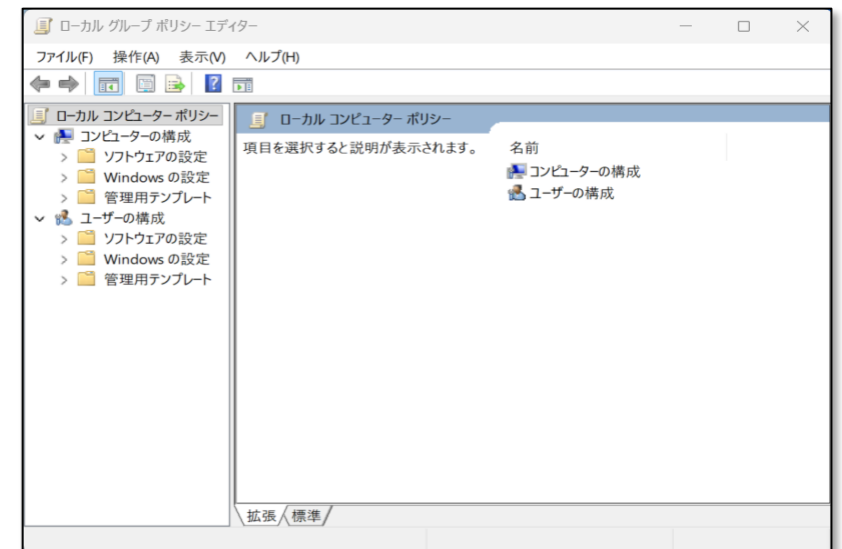 ローカル グループ ポリシー エディター
ファイル(F) 操作(A) 表示(V) ヘルプ(H)
ローカル コンピューター ポリシー
コンピューターの構成
ソフトウェアの設定
Windows の設定
管理用テンプレート
ユーザーの構成
ソフトウェアの設定
Windows の設定
管理用テンプレート
ローカル コンピューター ポリシー
項目を選択すると説明が表示されます。
名前
コンピューターの構成
ユーザーの構成
拡張 標準